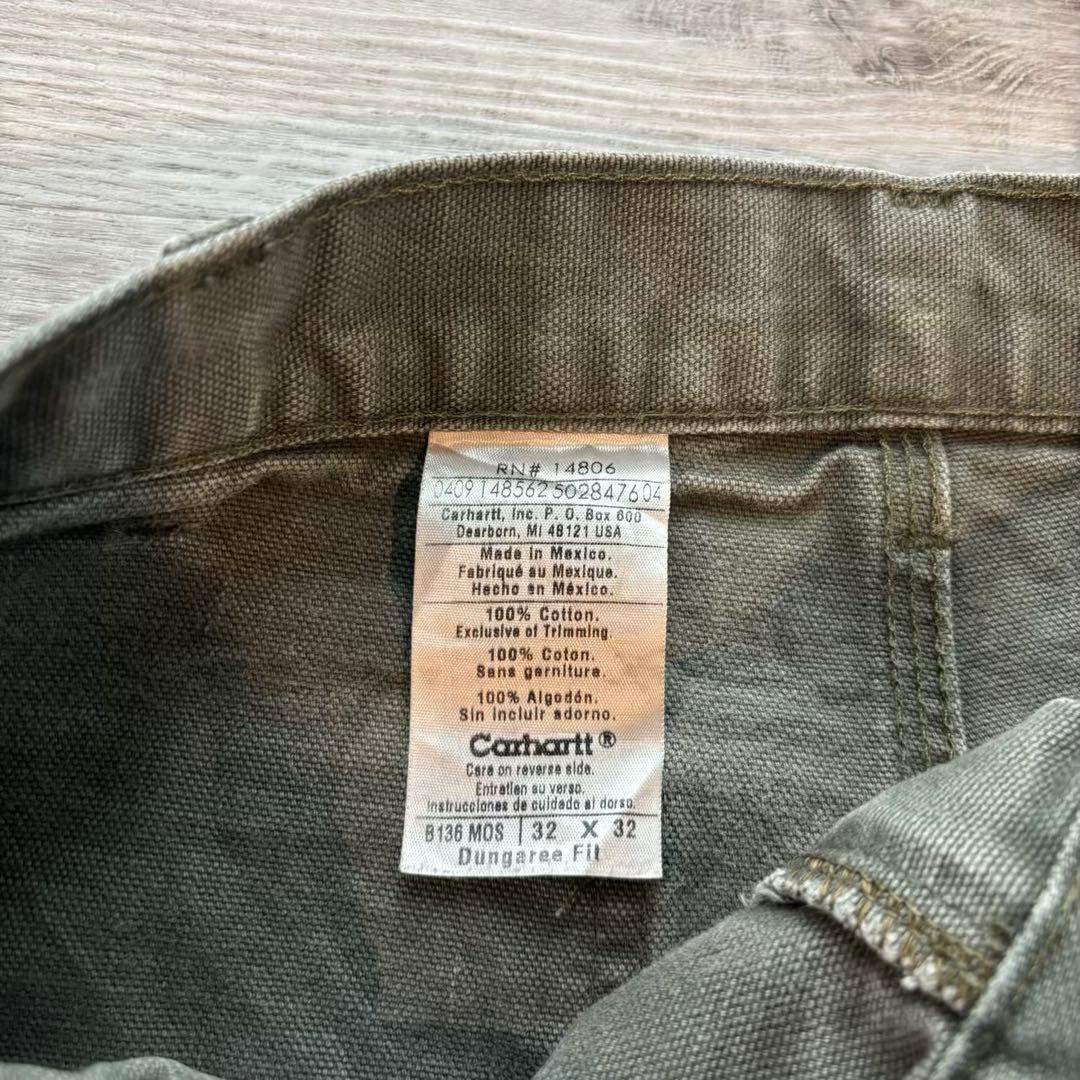 RN# 14806
0409 148562 5028476 04
Carhartt, Inc. P. O. Box 600
Dearborn, MI 48121 USA
Made in Mexico.
Fabriqué au Mexique.
Hecho en México.
100% Cotton.
Exclusive of Trimming.
100% Coton.
Sans garniture.
100% Algodón.
Sin incluir adorno.
Carhartt®
Care on reverse side.
Entretien au verso.
Instrucciones de cuidado al dorso.
B136 MOS | 32 X 32
Dungaree Fit